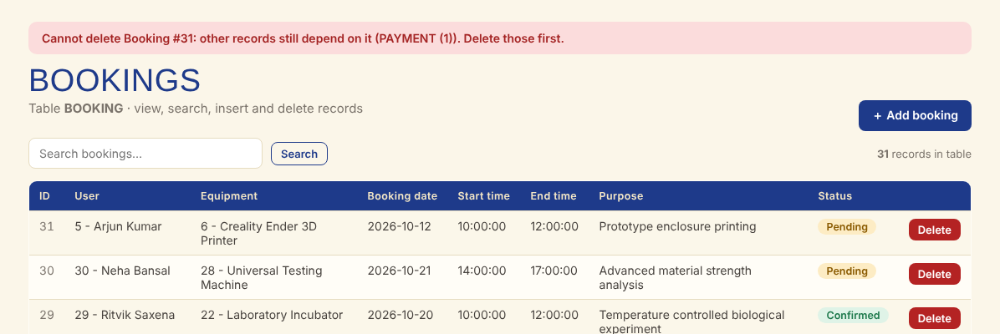 Cannot delete Booking #31: other records still depend on it (PAYMENT (1)). Delete those first.
BOOKINGS
Table BOOKING · view, search, insert and delete records
+ Add booking
Search bookings...
Search
31 records in table
ID User Equipment Booking date Start time End time Purpose Status
31 5 - Arjun Kumar 6 - Creality Ender 3D 2026-10-12 10:00:00 12:00:00 Prototype enclosure printing Pending Delete
Printer
30 30 - Neha Bansal 28 - Universal Testing 2026-10-21 14:00:00 17:00:00 Advanced material strength Pending Delete
Machine analysis
29 29 - Ritvik Saxena 22 - Laboratory Incubator 2026-10-20 10:00:00 12:00:00 Temperature controlled biological Confirmed Delete
experiment